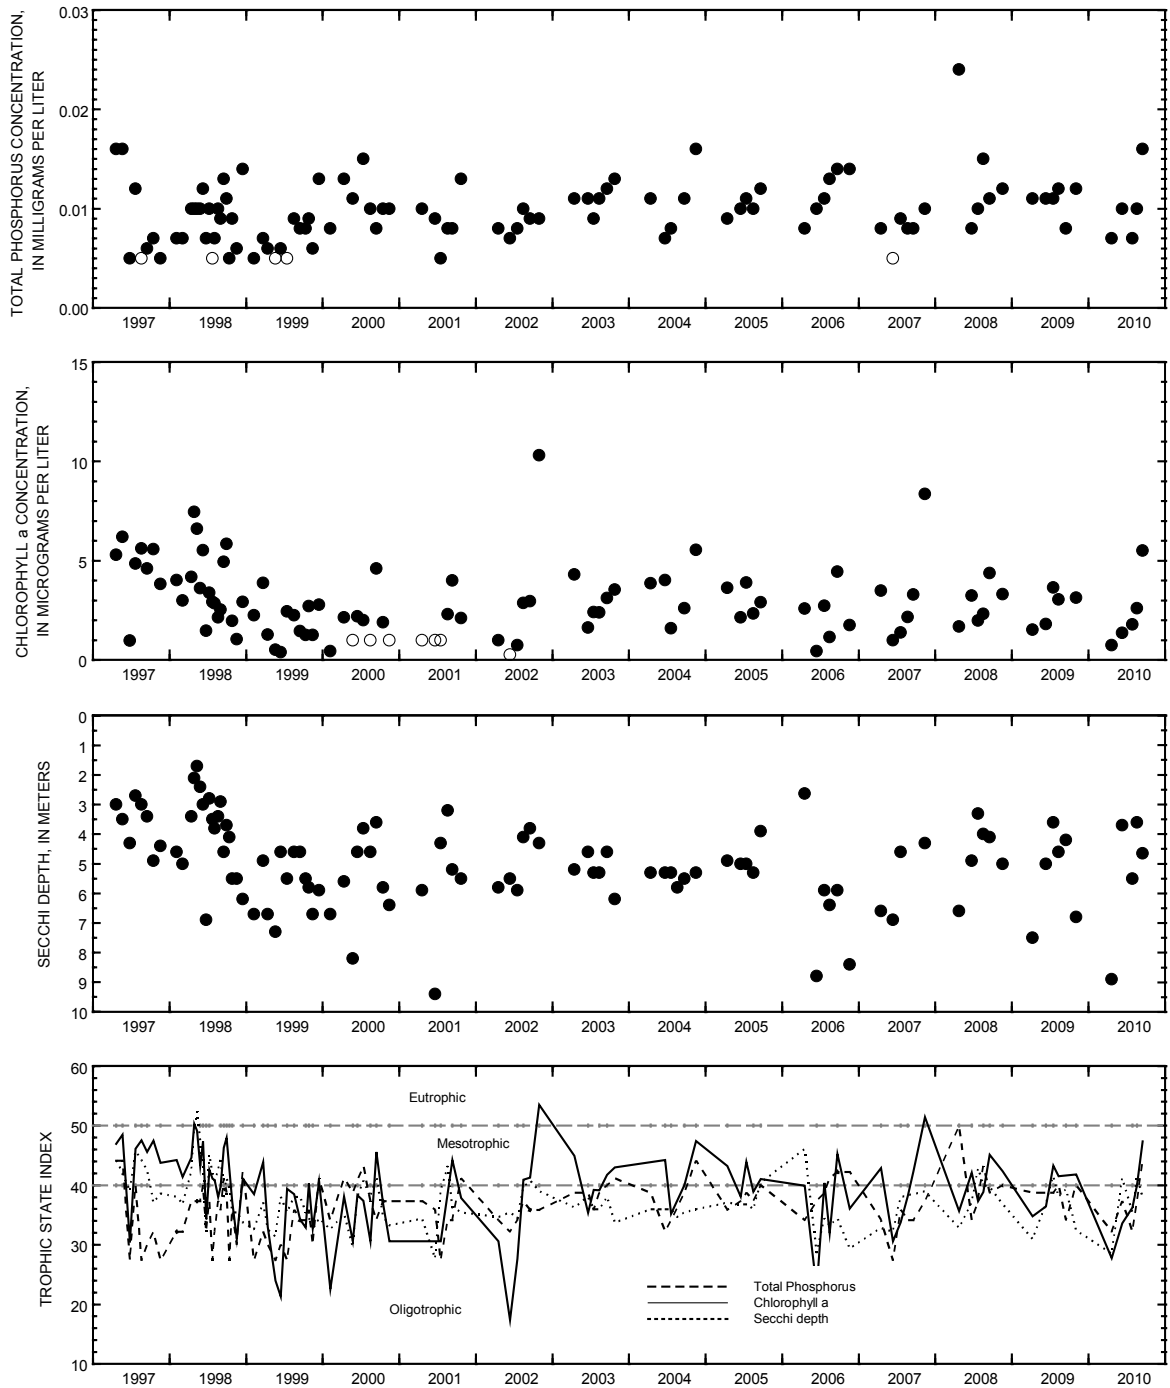 TOTAL PHOSPHORUS CONCENTRATION,
IN MILLIGRAMS PER LITER
0.03
0.02
0.01
0.00
1997 1998 1999 2000 2001 2002 2003 2004 2005 2006 2007 2008 2009 2010
CHLOROPHYLL a CONCENTRATION,
IN MICROGRAMS PER LITER
15
10
5
0
1997 1998 1999 2000 2001 2002 2003 2004 2005 2006 2007 2008 2009 2010
SECCHI DEPTH, IN METERS
0
1
2
3
4
5
6
7
8
9
10
1997 1998 1999 2000 2001 2002 2003 2004 2005 2006 2007 2008 2009 2010
TROPHIC STATE INDEX
60
50
40
30
20
10
Eutrophic
Mesotrophic
Oligotrophic
Total Phosphorus
Chlorophyll a
Secchi depth
1997 1998 1999 2000 2001 2002 2003 2004 2005 2006 2007 2008 2009 2010